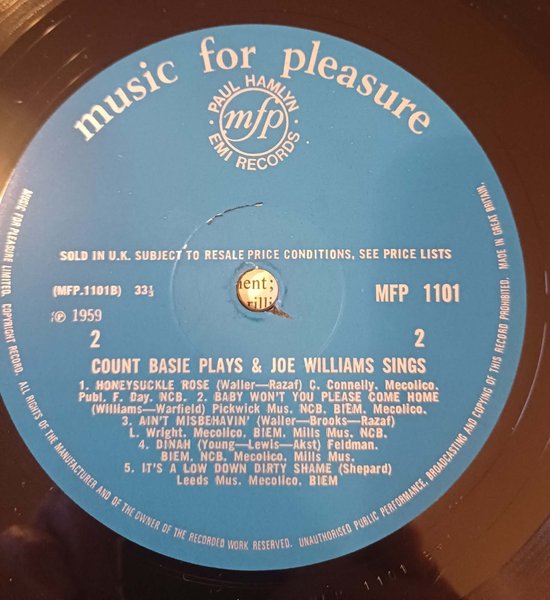 music for pleasure
PAUL HAMLYN
mfp
EMI RECORDS
SOLD IN U.K. SUBJECT TO RESALE PRICE CONDITIONS, SEE PRICE LISTS
(MFP.1101B) 33⅓
MFP 1101
℗ 1959
2 2
COUNT BASIE PLAYS & JOE WILLIAMS SINGS
1. HONEYSUCKLE ROSE (Waller—Razaf) C. Connelly. Mecolico.
Publ. F. Day. NCB. 2. BABY WON'T YOU PLEASE COME HOME
(Williams—Warfield) Pickwick Mus. NCB. BIEM. Mecolico.
3. AIN'T MISBEHAVIN' (Waller—Brooks—Razaf)
L. Wright. Mecolico. BIEM. Mills Mus. NCB.
4. DINAH (Young—Lewis—Akst) Feldman.
BIEM. NCB. Mecolico. Mills Mus.
5. IT'S A LOW DOWN DIRTY SHAME (Shepard)
Leeds Mus. Mecolico. BIEM
MUSIC FOR PLEASURE LIMITED. COPYRIGHT RECORD. ALL RIGHTS OF THE MANUFACTURER AND OF THE OWNER OF THE RECORDED WORK RESERVED. UNAUTHORISED PUBLIC PERFORMANCE, BROADCASTING AND COPYING OF THIS RECORD PROHIBITED. MADE IN GREAT BRITAIN.
ent;
rilli
1101